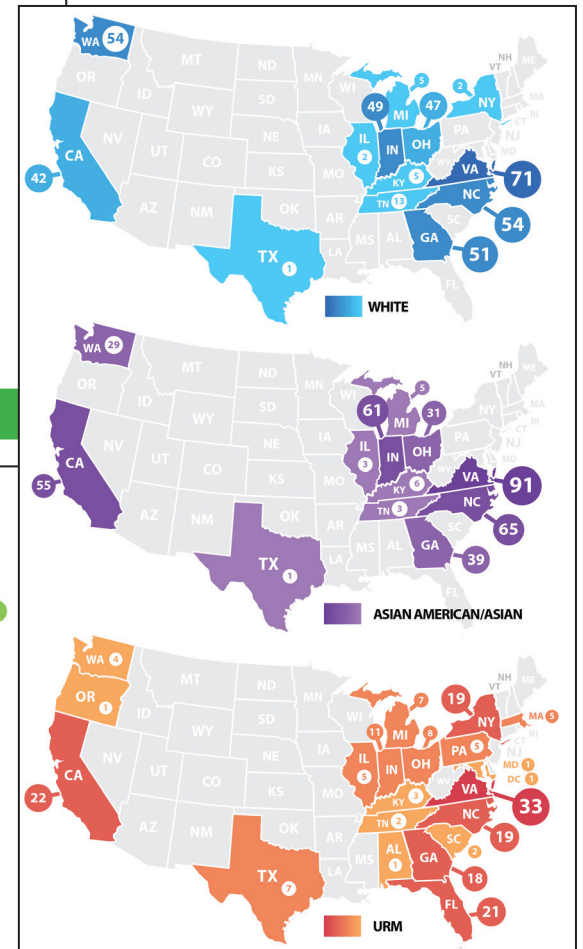 WA 54
MT
ND
MN
VT
NH
ME
OR
ID
SD
WI
5
2
NY
MA
WY
49
MI
47
RI
CT
NV
NE
IA
IL
2
IN
OH
PA
NJ
MD
CA
UT
CO
KS
MO
KY 5
WV
VA
71
42
TN 13
NC
AZ
NM
OK
AR
SC
54
MS
AL
GA
51
TX 1
LA
FL
WHITE
WA 29
MT
ND
MN
VT
NH
ME
OR
ID
SD
WI
5
NY
MA
WY
61
MI
31
RI
CT
NV
NE
IA
IL
3
IN
OH
PA
NJ
MD
CA
UT
CO
KS
MO
KY 6
WV
VA
91
55
TN 3
NC
AZ
NM
OK
AR
SC
65
MS
AL
GA
39
TX
1
LA
FL
ASIAN AMERICAN/ASIAN
WA 4
MT
ND
MN
VT
NH
ME
OR
1
ID
SD
WI
7
19
NY
MA 5
WY
11
MI
8
RI
CT
NV
NE
IA
IL
5
IN
OH
PA 5
NJ
MD 1
DC 1
CA
UT
CO
KS
MO
KY 3
WV
VA
33
22
TN 2
NC
AZ
NM
OK
AR
SC
2
19
MS
AL
1
GA
18
TX
7
LA
FL
21
URM